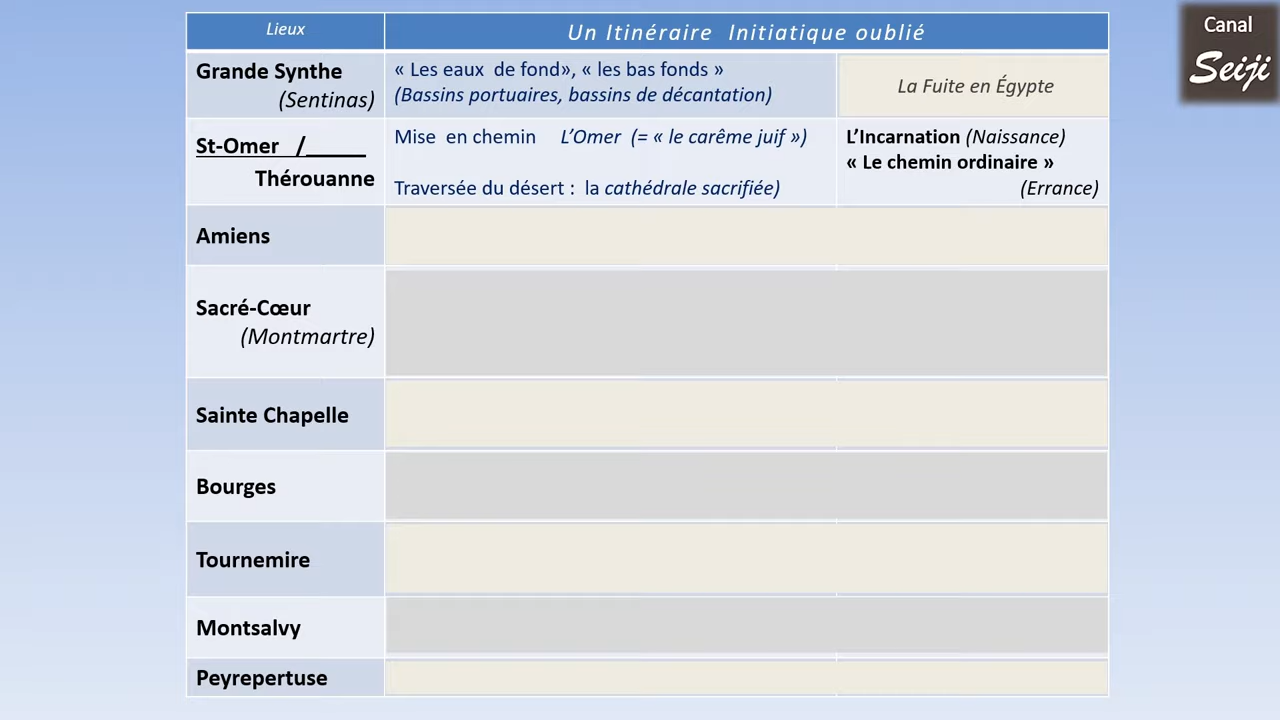 Lieux
Un Itinéraire Initiatique oublié
Canal
Seiji
Grande Synthe
(Sentinas)
« Les eaux de fond», « les bas fonds »
(Bassins portuaires, bassins de décantation)
La Fuite en Égypte
St-Omer /_____
Thérouanne
Mise en chemin L’Omer (= « le carême juif »)
Traversée du désert : la cathédrale sacrifiée)
L’Incarnation (Naissance)
« Le chemin ordinaire »
(Errance)
Amiens
Sacré-Cœur
(Montmartre)
Sainte Chapelle
Bourges
Tournemire
Montsalvy
Peyrepertuse